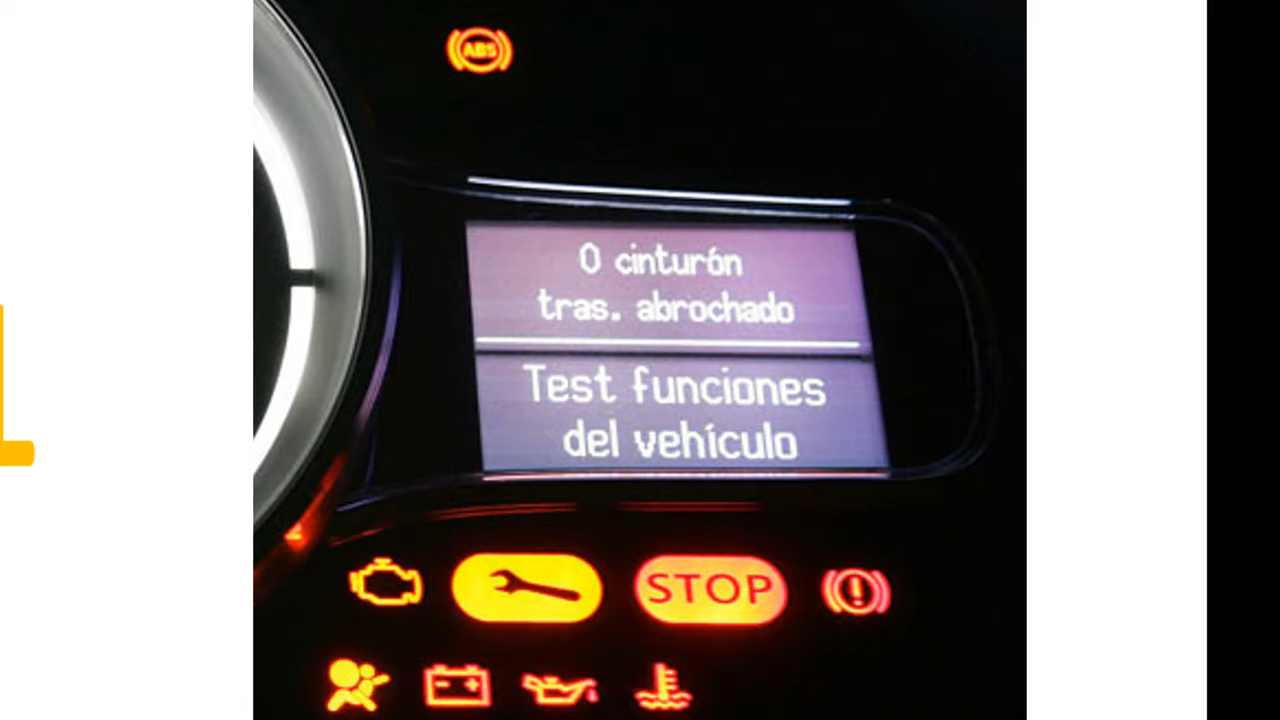 ABS
0 cinturón
tras. abrochado
Test funciones
del vehículo
STOP